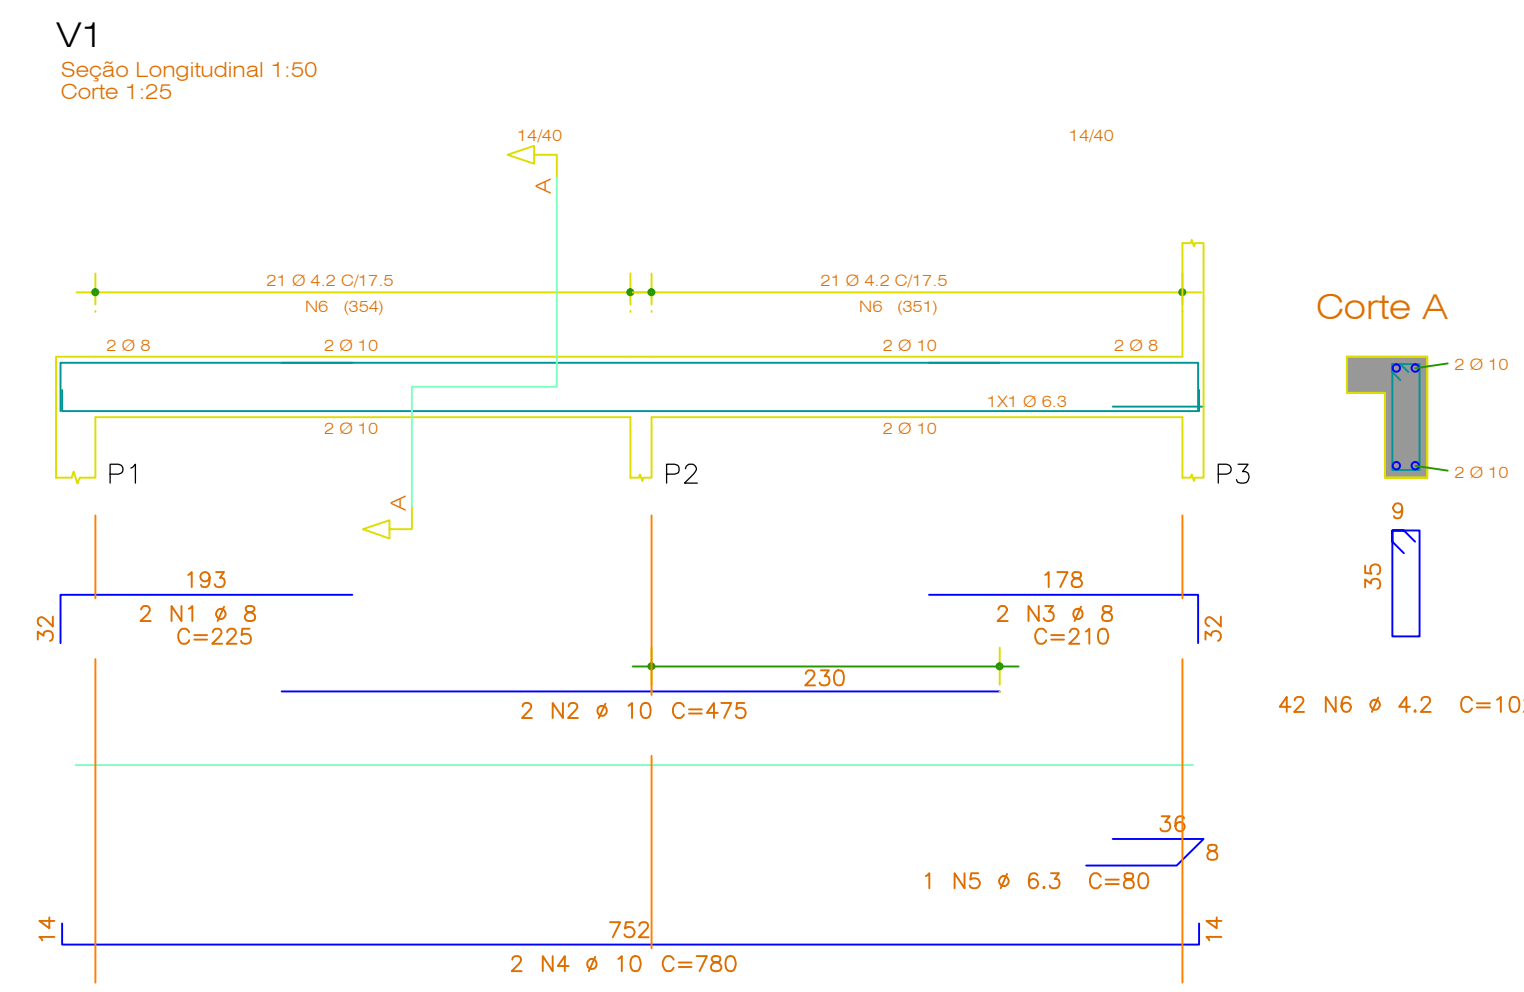 V1
Seção Longitudinal 1:50
Corte 1:25
14/40
14/40
A
21 Ø 4.2 C/17.5
21 Ø 4.2 C/17.5
N6 (354)
N6 (351)
Corte A
2 Ø 8
2 Ø 10
2 Ø 10
2 Ø 8
2 Ø 10
1X1 Ø 6.3
2 Ø 10
2 Ø 10
2 Ø 10
P1
P2
P3
A
9
35
193
178
32
2 N1 ø 8
C=225
2 N3 ø 8
C=210
32
230
2 N2 ø 10 C=475
42 N6 ø 4.2
36
8
1 N5 ø 6.3 C=80
14
752
14
2 N4 ø 10 C=780